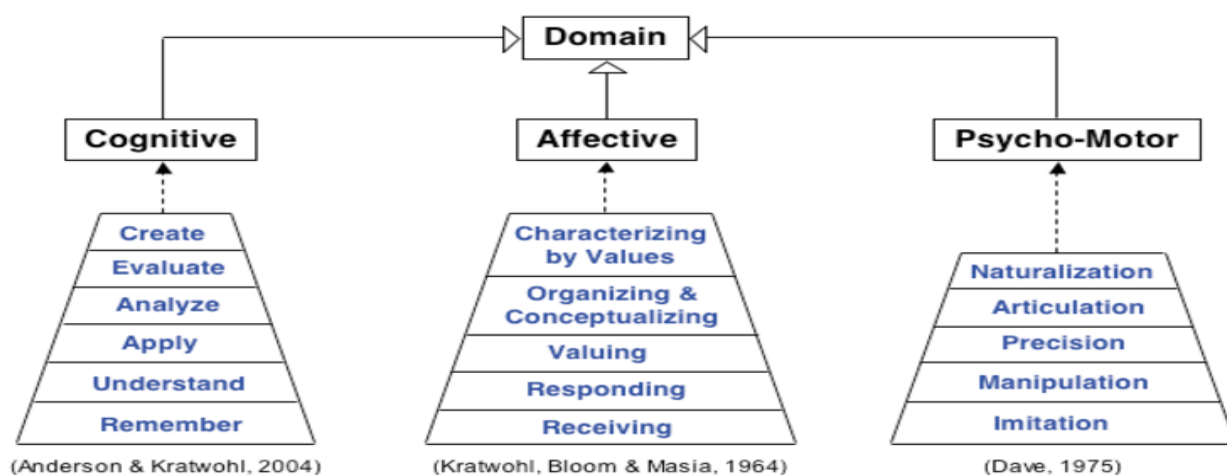 Domain
Cognitive
Affective
Psycho-Motor
Create
Evaluate
Analyze
Apply
Understand
Remember
(Anderson & Kratwohl, 2004)
Characterizing
by Values
Organizing &
Conceptualizing
Valuing
Responding
Receiving
(Kratwohl, Bloom & Masia, 1964)
Naturalization
Articulation
Precision
Manipulation
Imitation
(Dave, 1975)